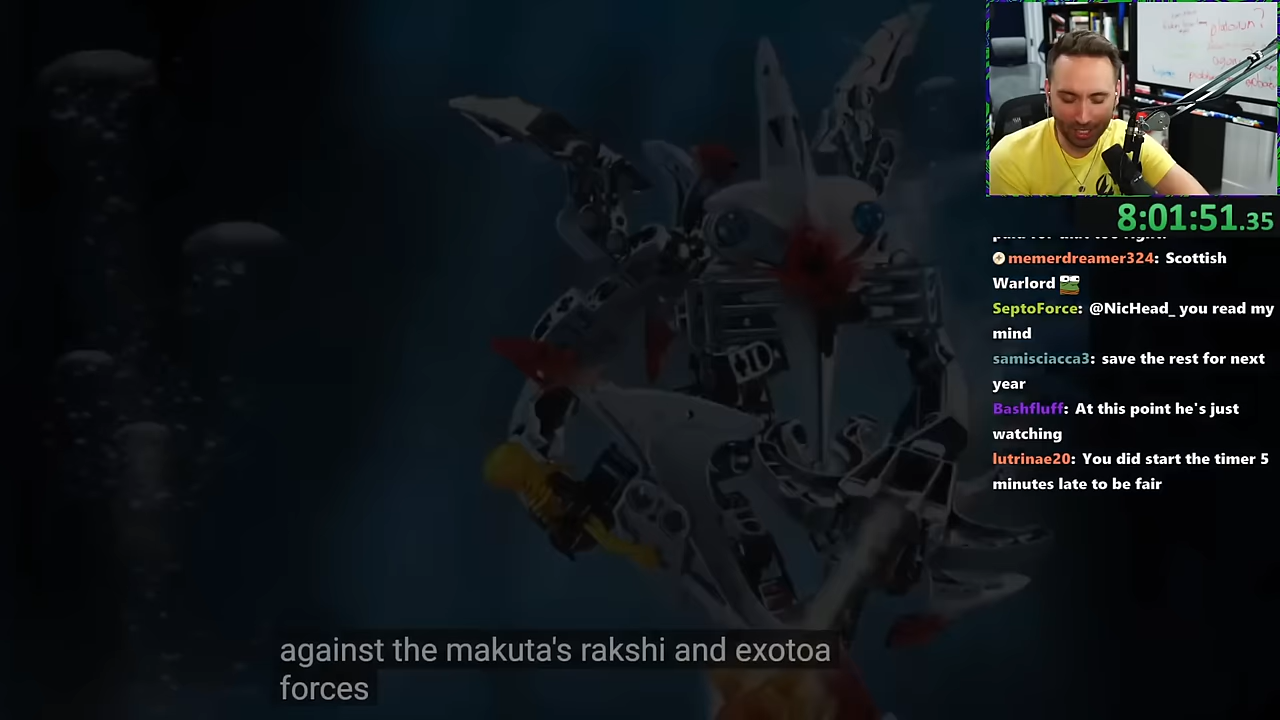 8:01:51.35
memerdreamer324: Scottish
Warlord
SeptoForce: @NicHead_ you read my
mind
samisciacca3: save the rest for next
year
Bashfluff: At this point he's just
watching
lutrinae20: You did start the timer 5
minutes late to be fair
against the makuta's rakshi and exotoa
forces